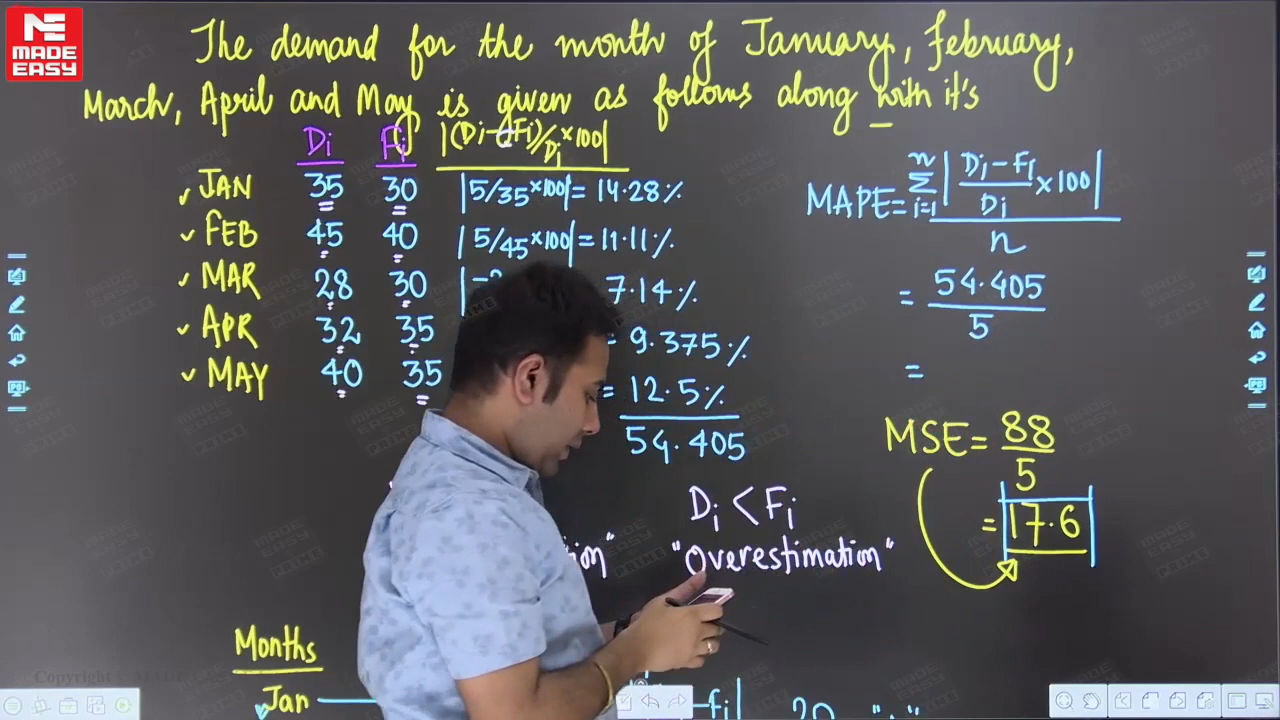 ME
MADE
EASY
The demand for the month of January, February,
March, April and May is given as follows along with it's
Di Fi |(Di-Fi)/Di×100|
JAN 35 30 |5/35×100|= 14.28%
FEB 45 40 |5/45×100| = 11.11%
MAR 28 30 7.14%
APR 32 35 = 9.375%
MAY 40 35 = 12.5%
54.405
MAPE= n Σ i=1 | Di-Fi / Di ×100|
n
= 54.405
5
=
MSE= 88
5
= 17.6
Di < Fi
"Overestimation"
Months
Jan